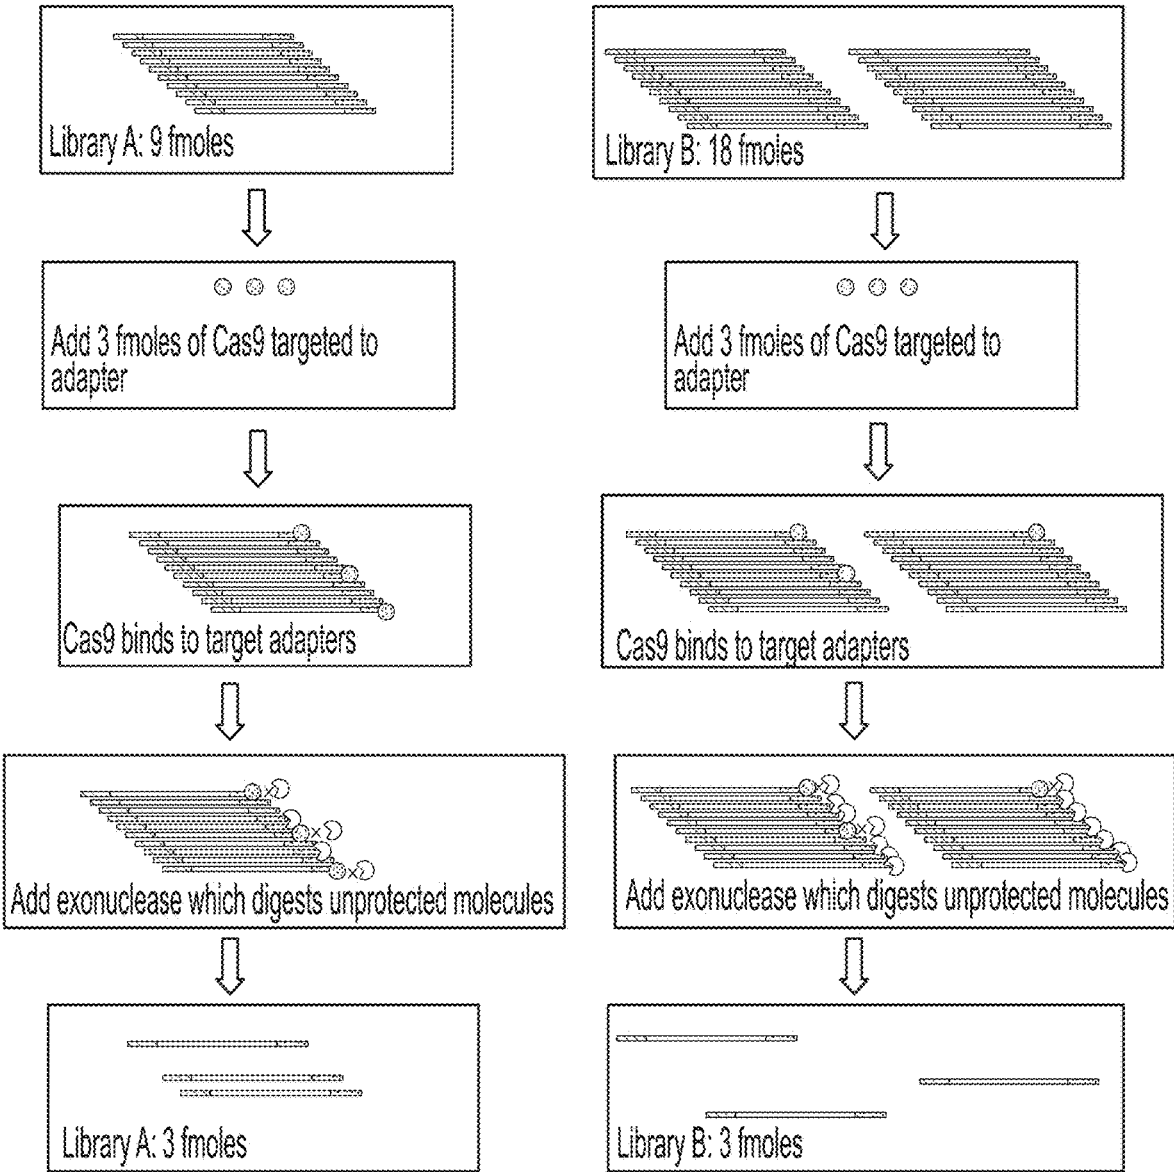 Library A: 9 fmoles
Library B: 18 fmoles
Add 3 fmoles of Cas9 targeted to
adapter
Add 3 fmoies of Cas9 targeted to
adapter
Cas9 binds to target adapters
Cas9 binds to target adapters
Add exonuclease which digests unprotected molecules
Add exonuclease which digests unprotected molecules
Library A: 3 fmoles
Library B: 3 fmoles